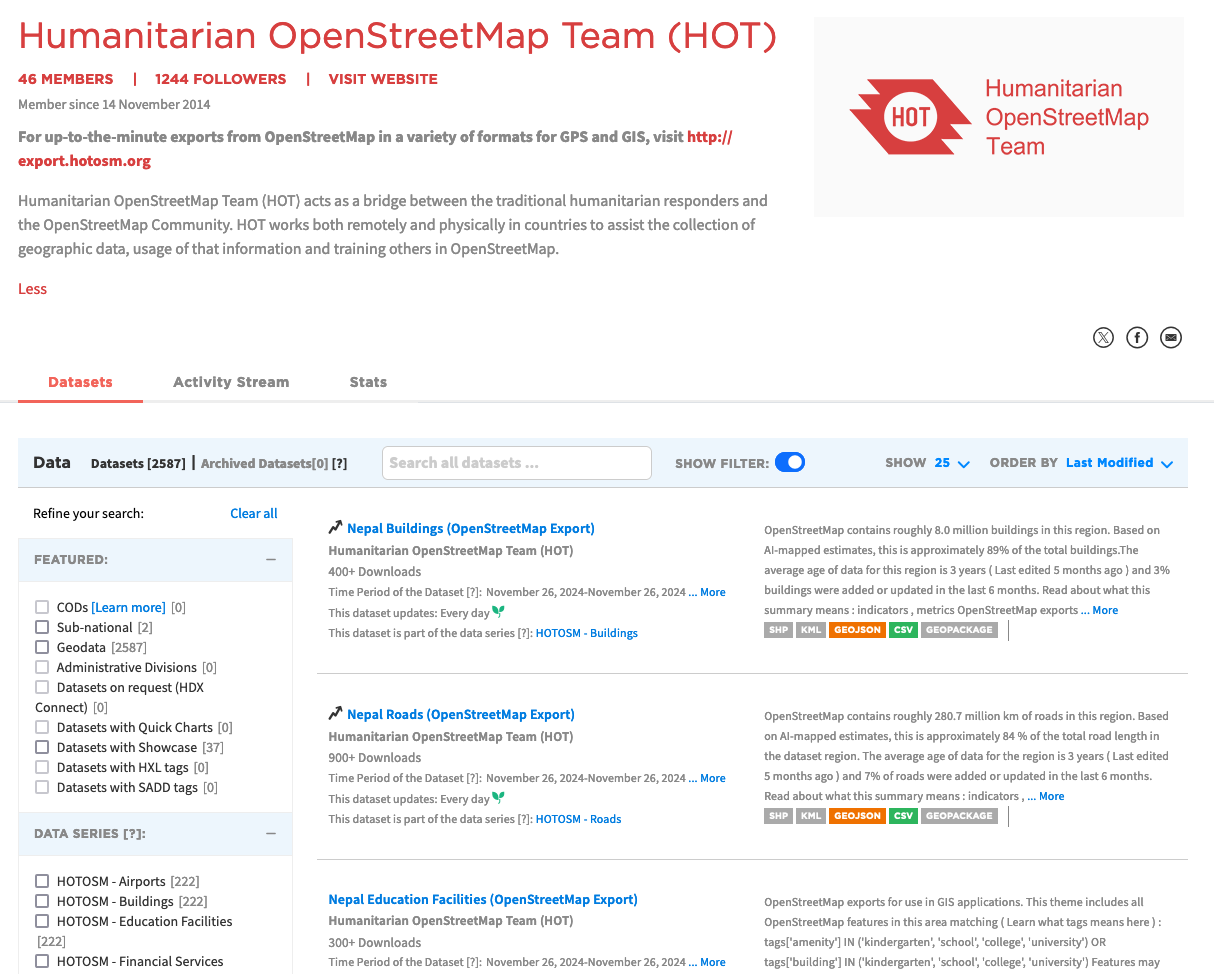 Humanitarian OpenStreetMap Team (HOT)
46 MEMBERS | 1244 FOLLOWERS | VISIT WEBSITE
Member since 14 November 2014
For up-to-the-minute exports from OpenStreetMap in a variety of formats for GPS and GIS, visit http://
export.hotosm.org
Humanitarian OpenStreetMap Team (HOT) acts as a bridge between the traditional humanitarian responders and
the OpenStreetMap Community. HOT works both remotely and physically in countries to assist the collection of
geographic data, usage of that information and training others in OpenStreetMap.
Less
HOT
Humanitarian
OpenStreetMap
Team
Datasets Activity Stream Stats
Data Datasets [2587] | Archived Datasets[0] [?] Search all datasets ... SHOW FILTER: SHOW 25 ORDER BY Last Modified
Refine your search: Clear all
FEATURED:
CODs [Learn more] [0]
Sub-national [2]
Geodata [2587]
Administrative Divisions [0]
Datasets on request (HDX
Connect) [0]
Datasets with Quick Charts [0]
Datasets with Showcase [37]
Datasets with HXL tags [0]
Datasets with SADD tags [0]
DATA SERIES [?]:
HOTOSM - Airports [222]
HOTOSM - Buildings [222]
HOTOSM - Education Facilities
[222]
HOTOSM - Financial Services
Nepal Buildings (OpenStreetMap Export)
Humanitarian OpenStreetMap Team (HOT)
400+ Downloads
Time Period of the Dataset [?]: November 26, 2024-November 26, 2024 ... More
This dataset updates: Every day
This dataset is part of the data series [?]: HOTOSM - Buildings
OpenStreetMap contains roughly 8.0 million buildings in this region. Based on
AI-mapped estimates, this is approximately 89% of the total buildings.The
average age of data for this region is 3 years ( Last edited 5 months ago ) and 3%
buildings were added or updated in the last 6 months. Read about what this
summary means : indicators , metrics OpenStreetMap exports ... More
SHP KML GEOJSON CSV GEOPACKAGE
Nepal Roads (OpenStreetMap Export)
Humanitarian OpenStreetMap Team (HOT)
900+ Downloads
Time Period of the Dataset [?]: November 26, 2024-November 26, 2024 ... More
This dataset updates: Every day
This dataset is part of the data series [?]: HOTOSM - Roads
OpenStreetMap contains roughly 280.7 million km of roads in this region. Based
on AI-mapped estimates, this is approximately 84 % of the total road length in
the dataset region. The average age of data for the region is 3 years ( Last edited
5 months ago ) and 7% of roads were added or updated in the last 6 months.
Read about what this summary means : indicators , ... More
SHP KML GEOJSON CSV GEOPACKAGE
Nepal Education Facilities (OpenStreetMap Export)
Humanitarian OpenStreetMap Team (HOT)
300+ Downloads
Time Period of the Dataset [?]: November 26, 2024-November 26, 2024 ... More
OpenStreetMap exports for use in GIS applications. This theme includes all
OpenStreetMap features in this area matching ( Learn what tags means here ) :
tags['amenity'] IN ('kindergarten', 'school', 'college', 'university') OR
tags['building'] IN ('kindergarten', 'school', 'college', 'university') Features may